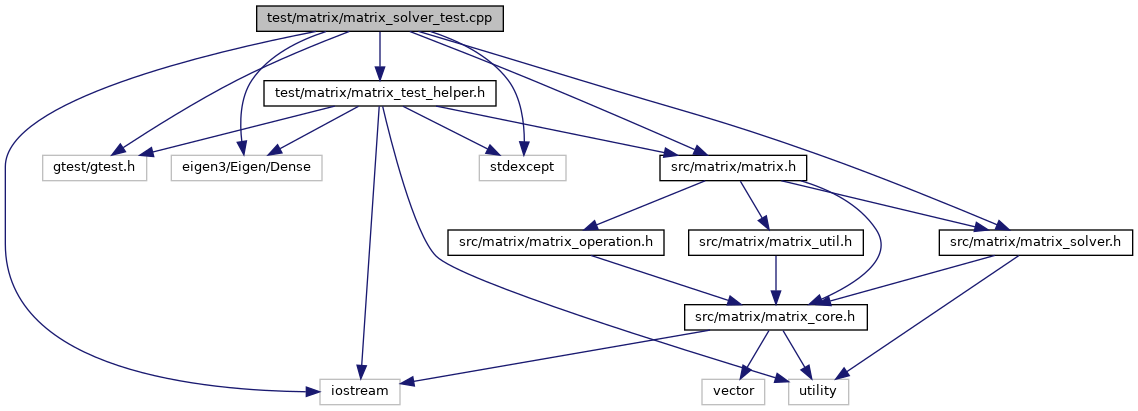 test/matrix/matrix_solver_test.cpp
test/matrix/matrix_test_helper.h
gtest/gtest.h
eigen3/Eigen/Dense
stdexcept
src/matrix/matrix.h
src/matrix/matrix_operation.h
src/matrix/matrix_util.h
src/matrix/matrix_solver.h
src/matrix/matrix_core.h
iostream
vector
utility